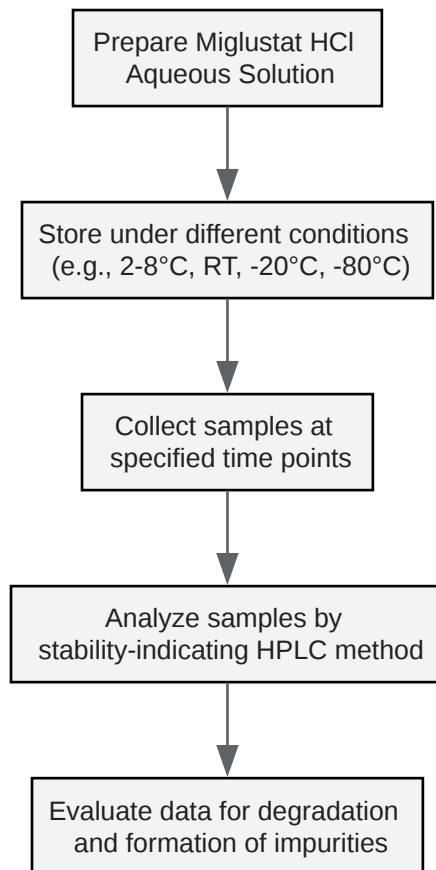 Prepare Miglustat HCl
Aqueous Solution
Store under different conditions
(e.g., 2-8°C, RT, -20°C, -80°C)
Collect samples at
specified time points
Analyze samples by
stability-indicating HPLC method
Evaluate data for degradation
and formation of impurities